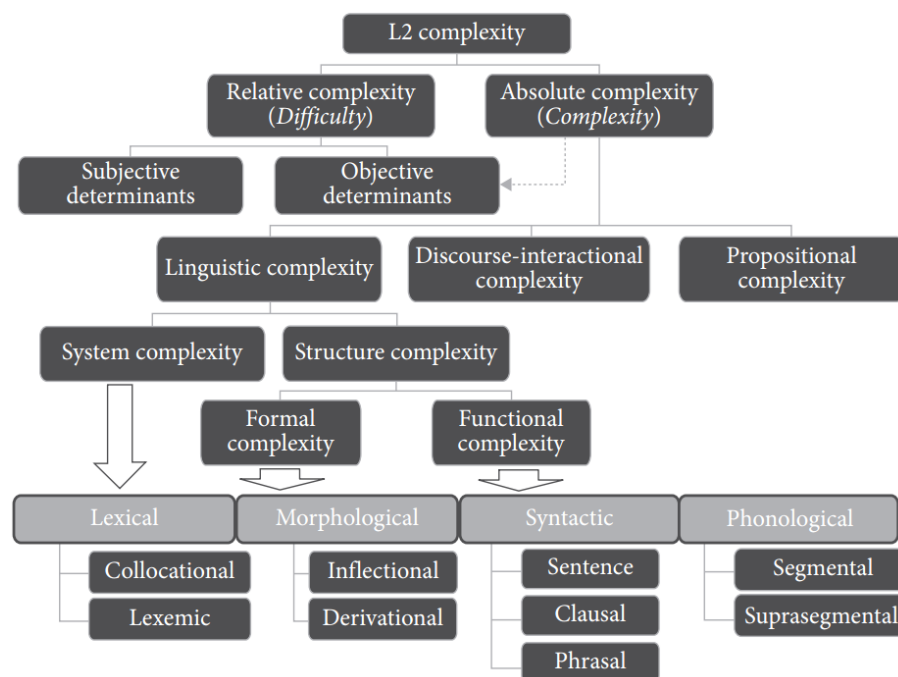 L2 complexity
Relative complexity
(Difficulty)
Absolute complexity
(Complexity)
Subjective
determinants
Objective
determinants
Linguistic complexity
Discourse-interactional
complexity
Propositional
complexity
System complexity
Structure complexity
Formal
complexity
Functional
complexity
Lexical
Morphological
Syntactic
Phonological
Collocational
Lexemic
Inflectional
Derivational
Sentence
Clausal
Phrasal
Segmental
Suprasegmental